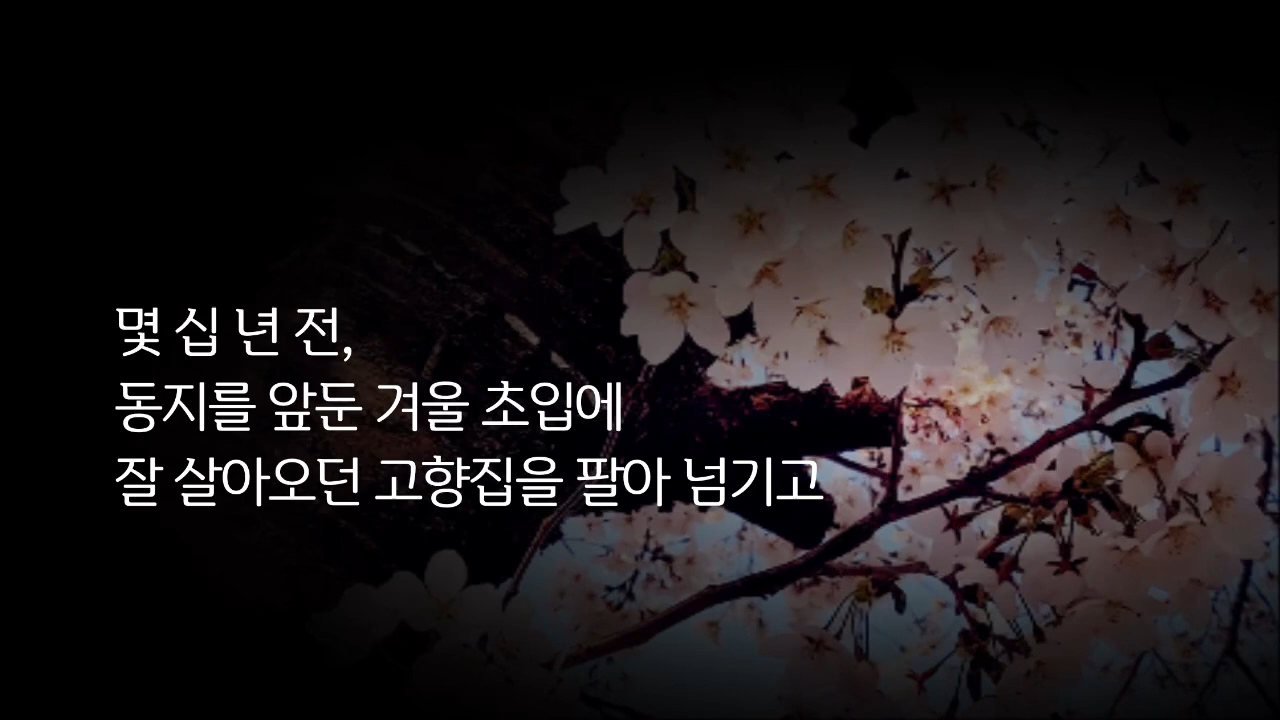 몇 십 년 전,
동지를 앞둔 겨울 초입에
잘 살아오던 고향집을 팔아 넘기고